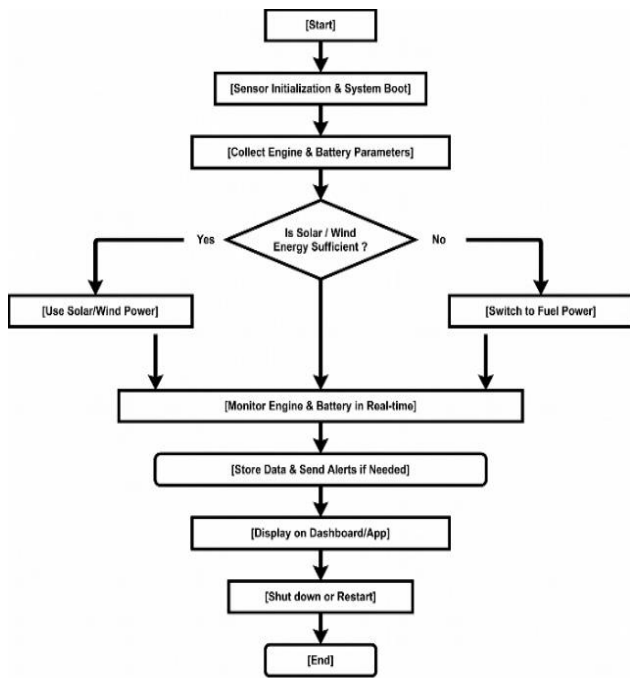 [Start]
[Sensor Initialization & System Boot]
[Collect Engine & Battery Parameters]
Is Solar / Wind
Energy Sufficient ?
Yes
No
[Use Solar/Wind Power]
[Switch to Fuel Power]
[Monitor Engine & Battery in Real-time]
[Store Data & Send Alerts if Needed]
[Display on Dashboard/App]
[Shut down or Restart]
[End]